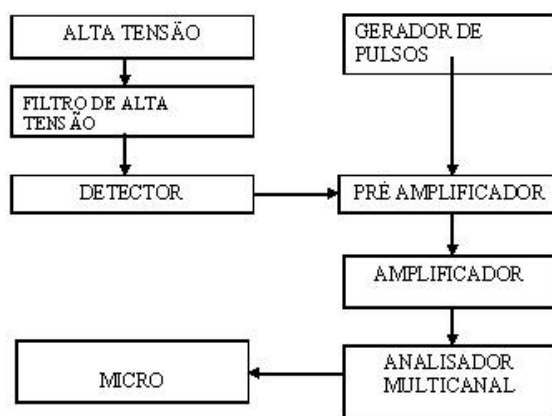 ALTA TENSÃO
GERADOR DE
PULSOS
FILTRO DE ALTA
TENSÃO
DETECTOR
PRÉ AMPLIFICADOR
AMPLIFICADOR
ANALISADOR
MULTICANAL
MICRO